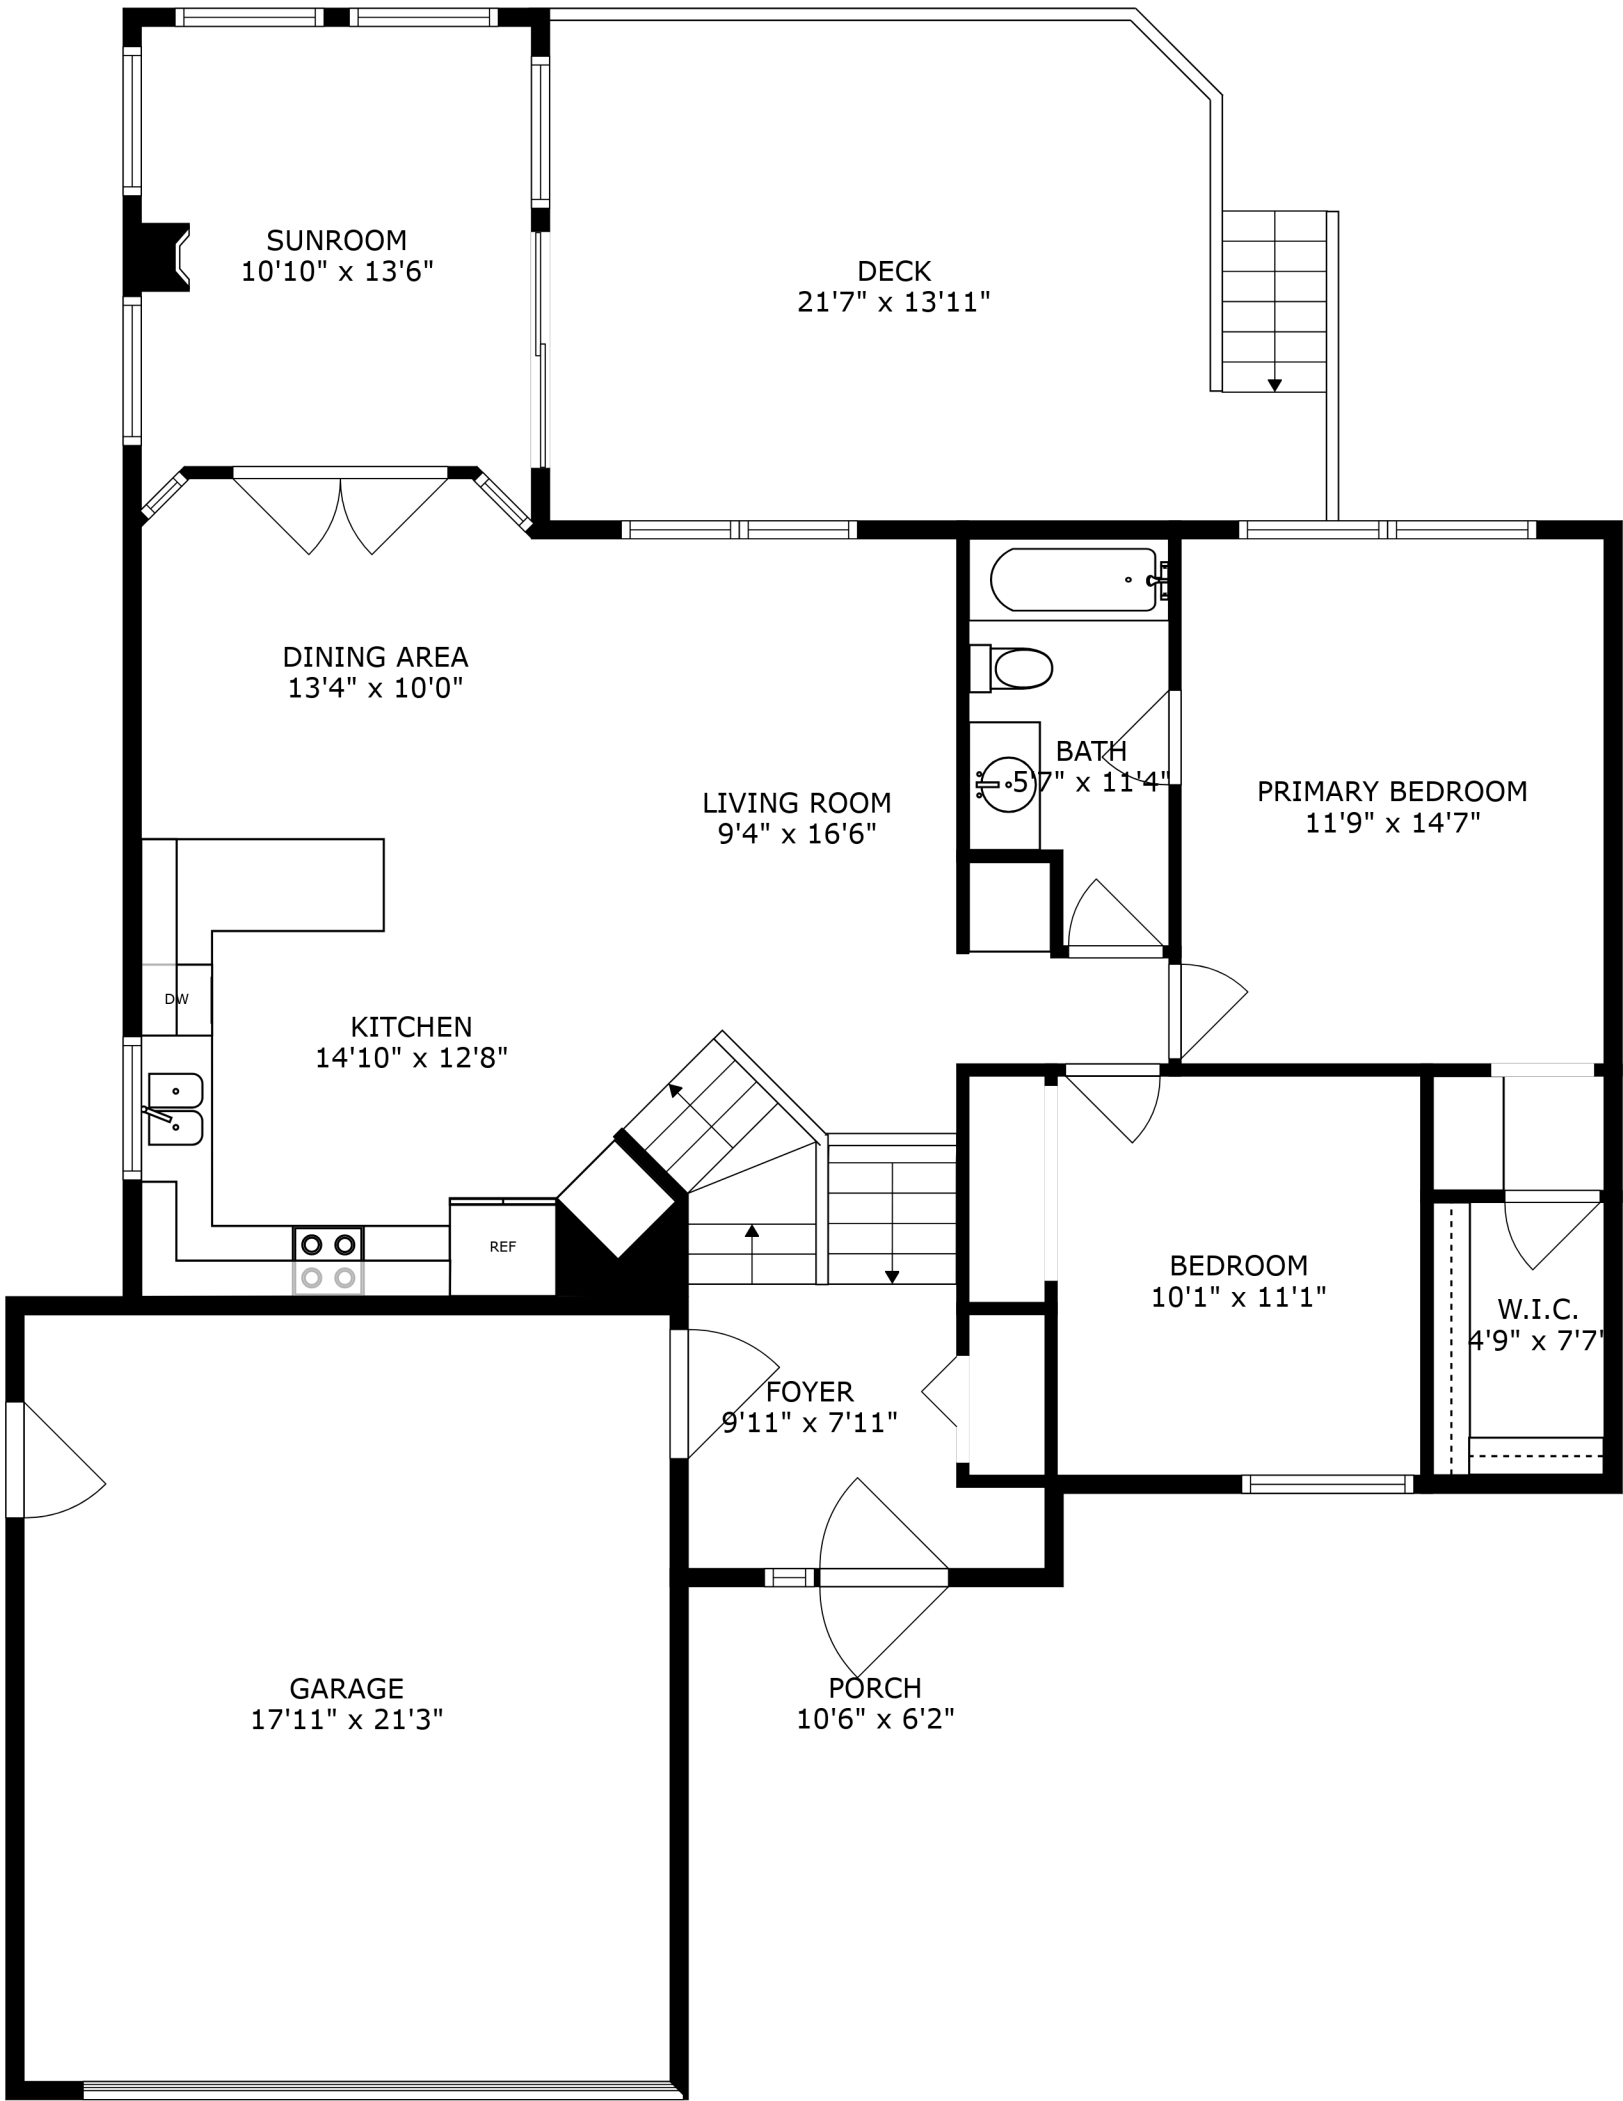 SUNROOM
10'10" x 13'6"
DECK
21'7" x 13'11"
DINING AREA
13'4" x 10'0"
BATH
5'7" x 11'4"
LIVING ROOM
9'4" x 16'6"
PRIMARY BEDROOM
11'9" x 14'7"
DW
KITCHEN
14'10" x 12'8"
REF
BEDROOM
10'1" x 11'1"
W.I.C.
4'9" x 7'7"
FOYER
9'11" x 7'11"
GARAGE
17'11" x 21'3"
PORCH
10'6" x 6'2"